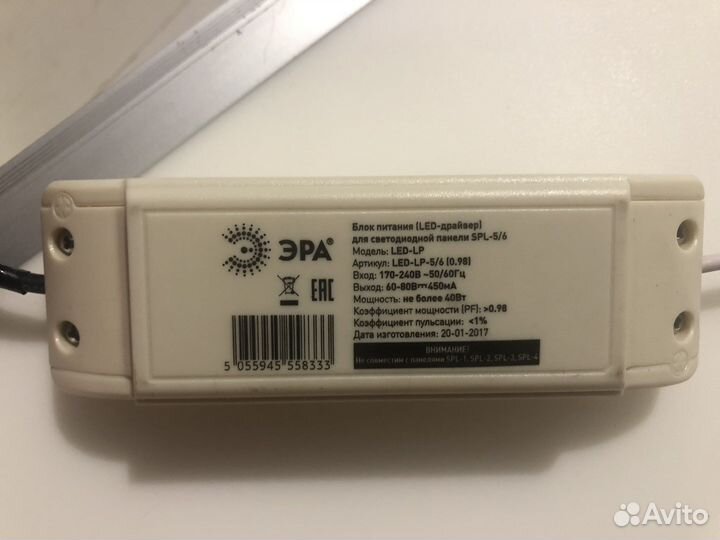 ЭРА
EAC
5 055945 558333
Блок питания (LED-драйвер)
для светодиодной панели SPL-5/6
Модель: LED-LP
Артикул: LED-LP-5/6 (0.98)
Вход: 170-240В ~50/60Гц
Выход: 60-80В⎓450мА
Мощность: не более 40Вт
Коэффициент мощности (PF): >0.98
Коэффициент пульсации: <1%
Дата изготовления: 20-01-2017
ВНИМАНИЕ!
Не совместим с панелями SPL-1, SPL-2, SPL-3, SPL-4
Avito